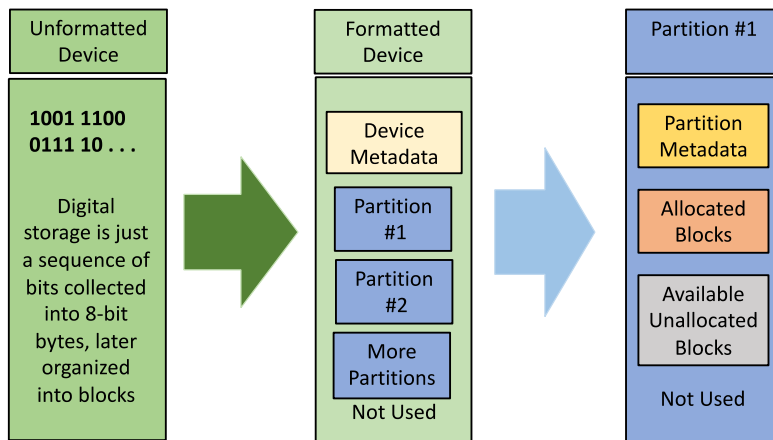 Unformatted
Device
1001 1100
0111 10 . . .
Digital
storage is just
a sequence of
bits collected
into 8-bit
bytes, later
organized
into blocks
Formatted
Device
Device
Metadata
Partition
#1
Partition
#2
More
Partitions
Not Used
Partition #1
Partition
Metadata
Allocated
Blocks
Available
Unallocated
Blocks
Not Used